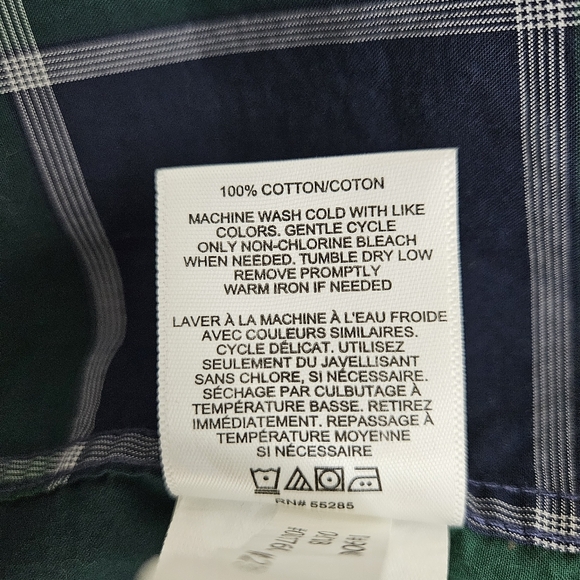 100% COTTON/COTON
MACHINE WASH COLD WITH LIKE
COLORS. GENTLE CYCLE
ONLY NON-CHLORINE BLEACH
WHEN NEEDED. TUMBLE DRY LOW
REMOVE PROMPTLY
WARM IRON IF NEEDED
LAVER À LA MACHINE À L'EAU FROIDE
AVEC COULEURS SIMILAIRES.
CYCLE DÉLICAT. UTILISEZ
SEULEMENT DU JAVELLISANT
SANS CHLORE, SI NÉCESSAIRE.
SÉCHAGE PAR CULBUTAGE À
TEMPÉRATURE BASSE. RETIREZ
IMMÉDIATEMENT. REPASSAGE À
TEMPÉRATURE MOYENNE
SI NÉCESSAIRE
RN# 55285